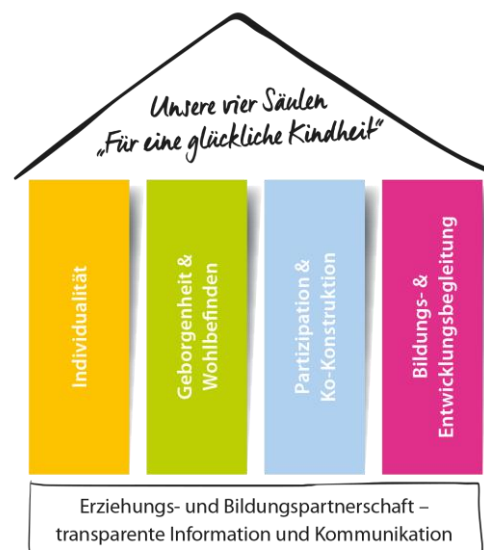 Unsere vier Säulen
„Für eine glückliche Kindheit“
Individualität
Geborgenheit &
Wohlbefinden
Partizipation &
Ko-Konstruktion
Bildungs- &
Entwicklungsbegleitung
Erziehungs- und Bildungspartnerschaft –
transparente Information und Kommunikation